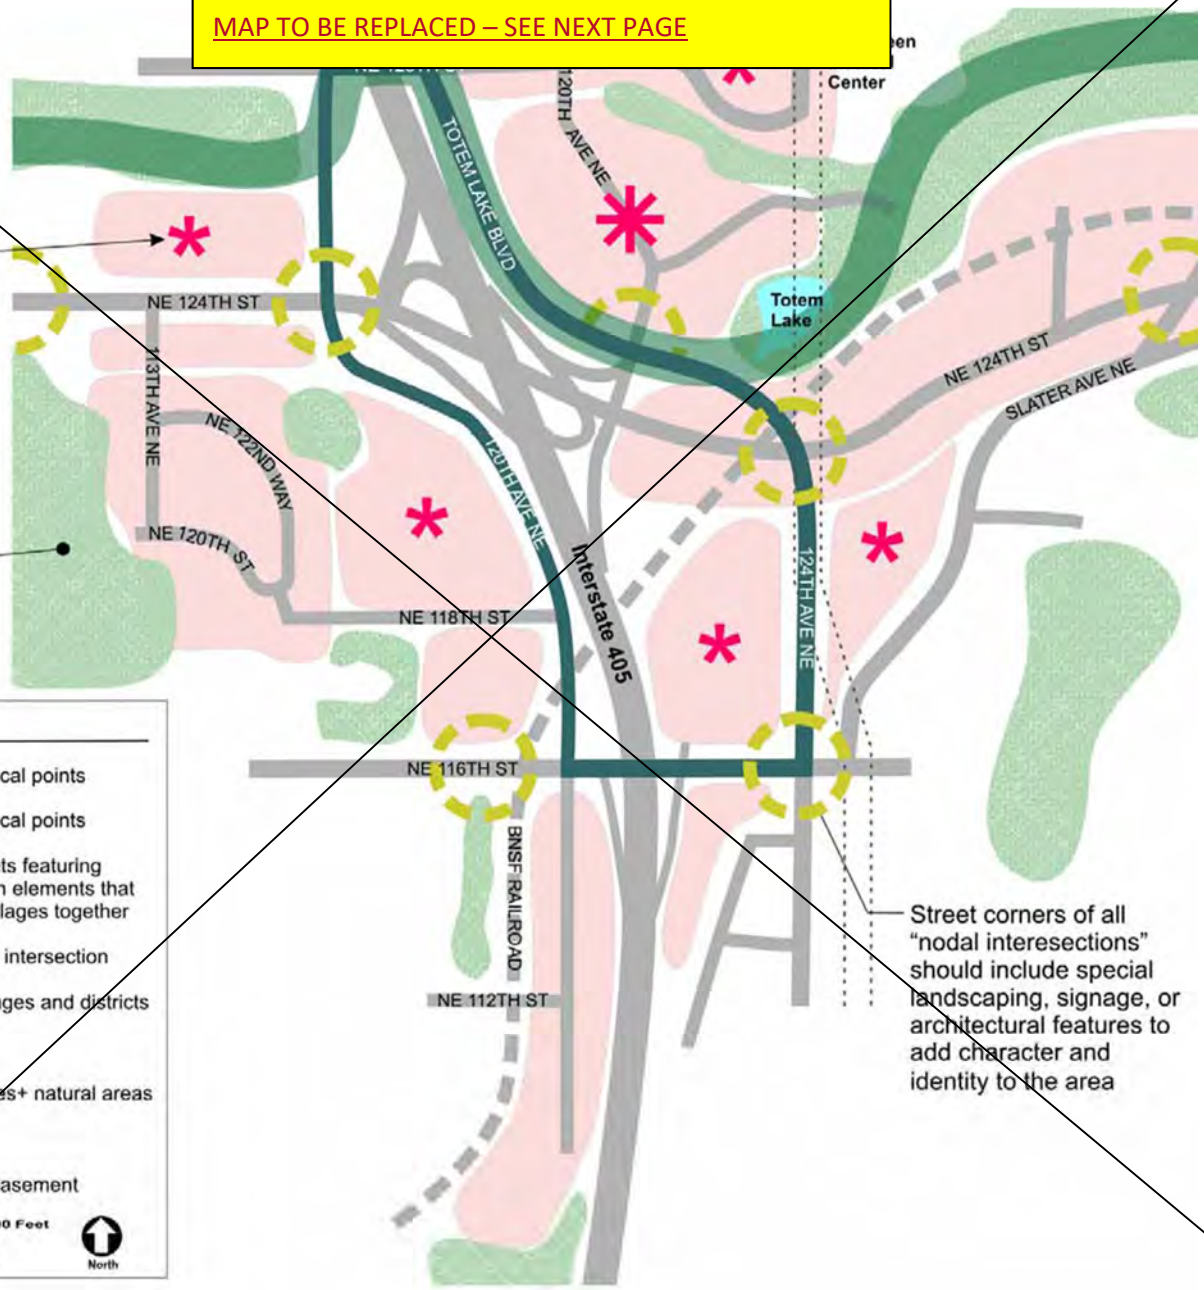 MAP TO BE REPLACED – SEE NEXT PAGE
een
Center
120TH AVE NE
TOTEM LAKE BLVD
Totem
Lake
NE 124TH ST
NE 124TH ST
SLATER AVE NE
113TH AVE NE
NE 122ND WAY
NE 120TH ST
120TH AVE NE
Interstate 405
124TH AVE NE
NE 118TH ST
NE 116TH ST
BNSF RAILROAD
NE 112TH ST
Street corners of all
“nodal interesections”
should include special
landscaping, signage, or
architectural features to
add character and
identity to the area
cal points
cal points
ts featuring
n elements that
lages together
intersection
ges and districts
es+ natural areas
asement
0 Feet
North